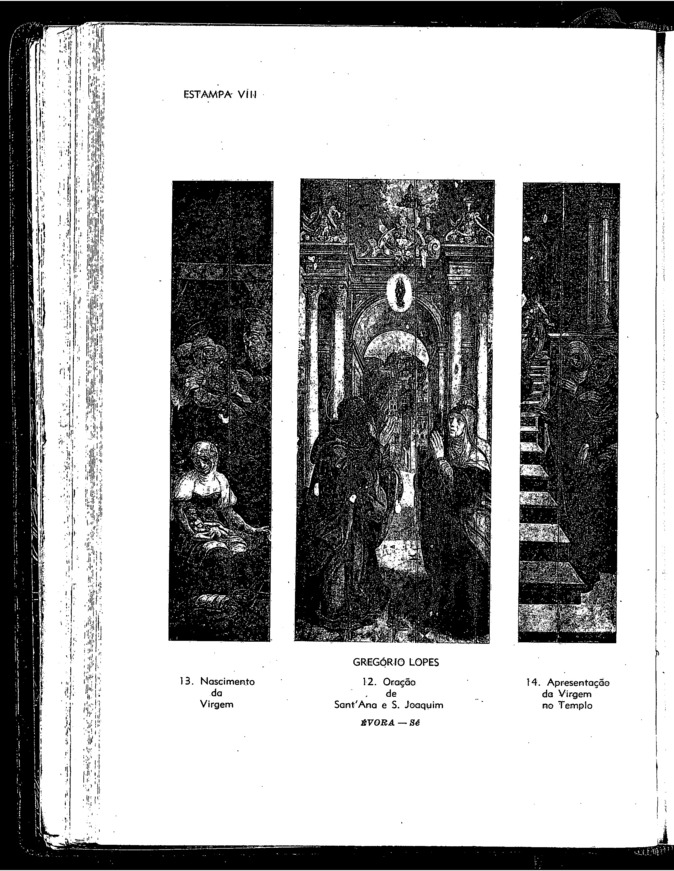 ESTAMPA VIII
GREGÓRIO LOPES
13. Nascimento
da
Virgem
12. Oração
de
Sant'Ana e S. Joaquim
ÉVORA — Sé
14. Apresentação
da Virgem
no Templo